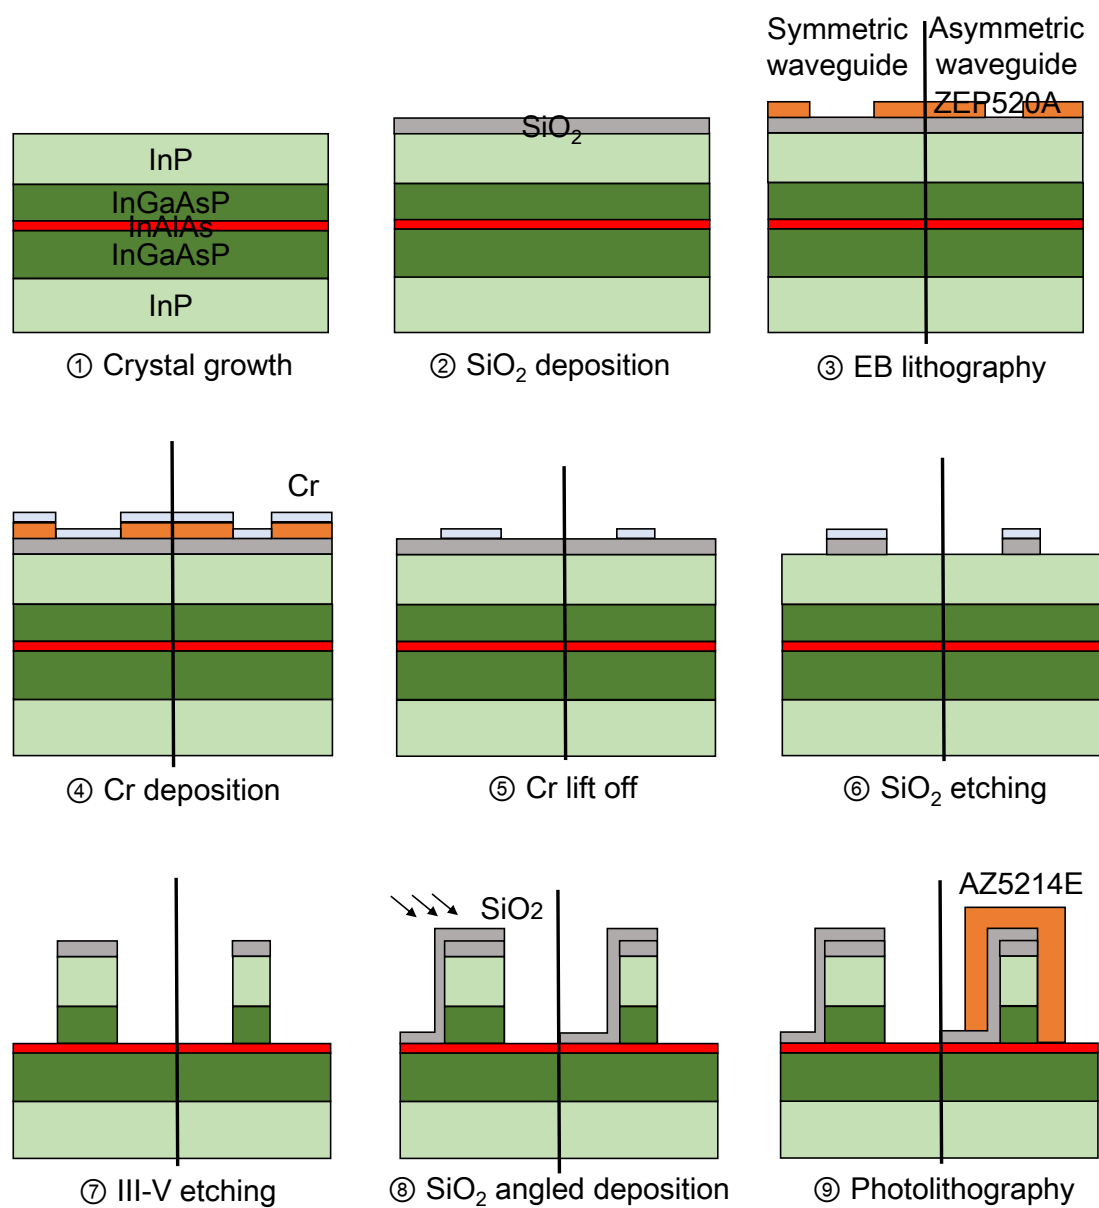 Symmetric waveguide
Asymmetric waveguide
ZEP520A
SiO₂
InP
InGaAsP
InAlAs
InGaAsP
InP
① Crystal growth
② SiO₂ deposition
③ EB lithography
Cr
④ Cr deposition
⑤ Cr lift off
⑥ SiO₂ etching
SiO2
AZ5214E
⑦ III-V etching
⑧ SiO₂ angled deposition
⑨ Photolithography